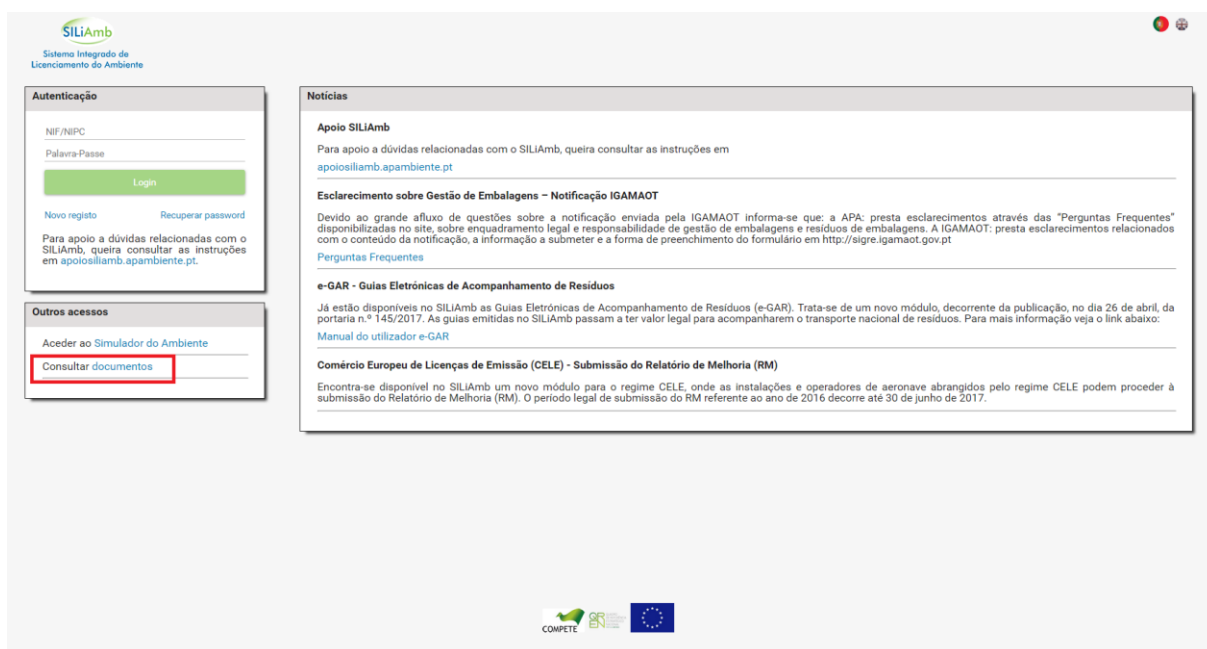 SILiAmb
Sistema Integrado de
Licenciamento do Ambiente
Autenticação
NIF/NIPC
Palavra-Passe
Login
Novo registo Recuperar password
Para apoio a dúvidas relacionadas com o
SILiAmb, queira consultar as instruções
em apoiosiliamb.apambiente.pt.
Outros acessos
Aceder ao Simulador do Ambiente
Consultar documentos
Notícias
Apoio SILiAmb
Para apoio a dúvidas relacionadas com o SILiAmb, queira consultar as instruções em
apoiosiliamb.apambiente.pt
Esclarecimento sobre Gestão de Embalagens – Notificação IGAMAOT
Devido ao grande afluxo de questões sobre a notificação enviada pela IGAMAOT informa-se que: a APA: presta esclarecimentos através das "Perguntas Frequentes"
disponibilizadas no site, sobre enquadramento legal e responsabilidade de gestão de embalagens e resíduos de embalagens. A IGAMAOT: presta esclarecimentos relacionados
com o conteúdo da notificação, a informação a submeter e a forma de preenchimento do formulário em http://sigre.igamaot.gov.pt
Perguntas Frequentes
e-GAR - Guias Eletrónicas de Acompanhamento de Resíduos
Já estão disponíveis no SILiAmb as Guias Eletrónicas de Acompanhamento de Resíduos (e-GAR). Trata-se de um novo módulo, decorrente da publicação, no dia 26 de abril, da
portaria n.º 145/2017. As guias emitidas no SILiAmb passam a ter valor legal para acompanharem o transporte nacional de resíduos. Para mais informação veja o link abaixo:
Manual do utilizador e-GAR
Comércio Europeu de Licenças de Emissão (CELE) - Submissão do Relatório de Melhoria (RM)
Encontra-se disponível no SILiAmb um novo módulo para o regime CELE, onde as instalações e operadores de aeronave abrangidos pelo regime CELE podem proceder à
submissão do Relatório de Melhoria (RM). O período legal de submissão do RM referente ao ano de 2016 decorre até 30 de junho de 2017.
COMPETE
QR
EN